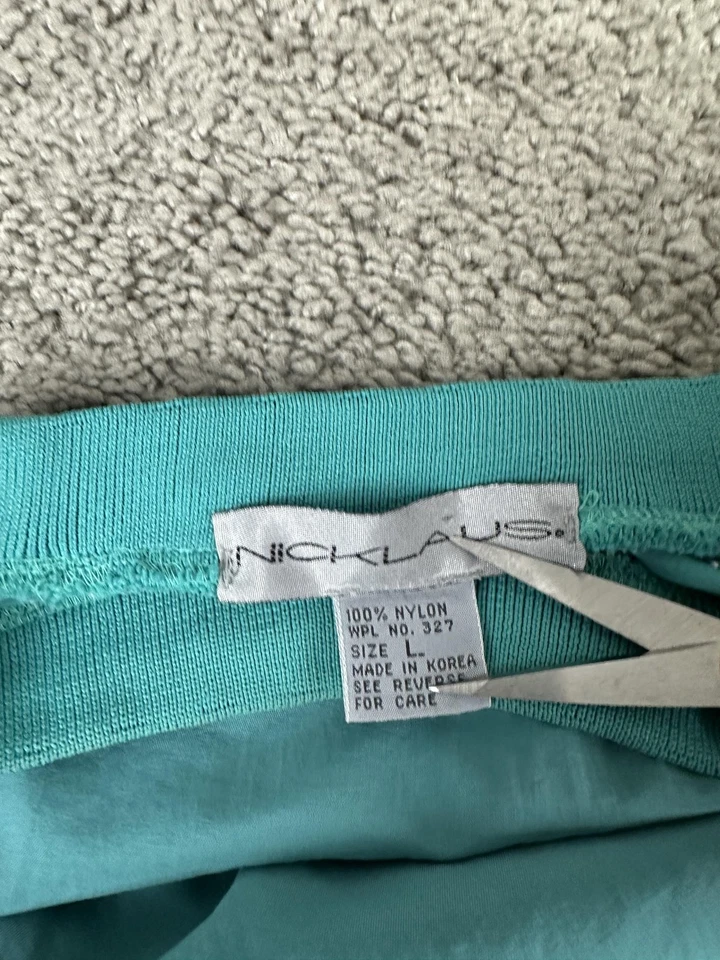 NICKLAUS.
100% NYLON
WPL NO. 327
SIZE L
MADE IN KOREA
SEE REVERSE
FOR CARE